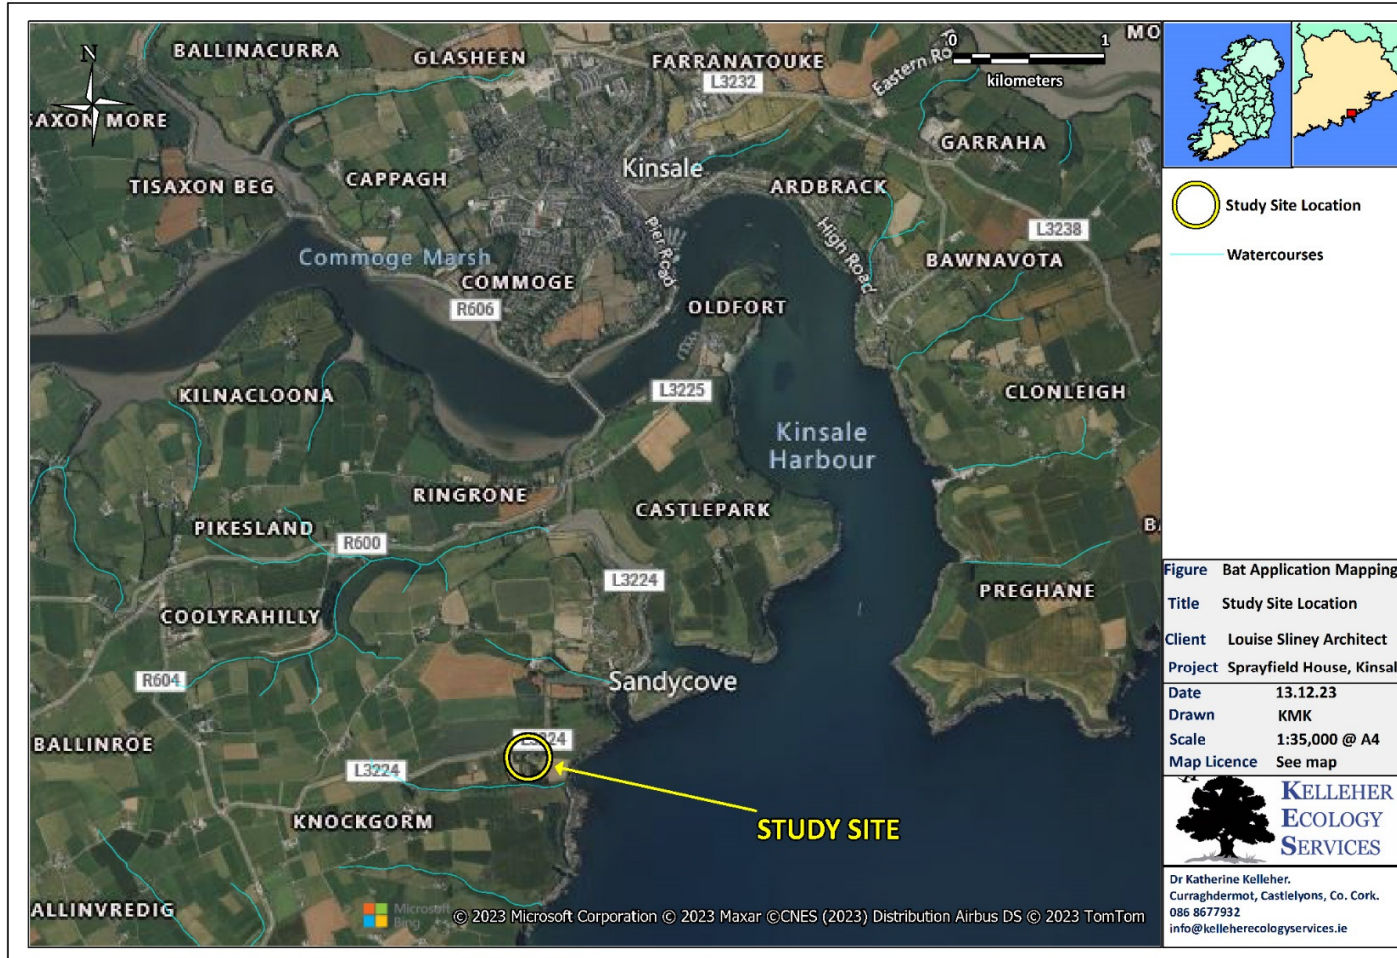 N
BALLINACURRA
GLASHEEN
FARRANATOUKE
L3232
Eastern Ro
0 1
kilometers
MO
SAXON MORE
GARRAHA
TISAXON BEG
CAPPAGH
Kinsale
ARDBRACK
Pier Road
High Road
L3238
Commoge Marsh
COMMOGE
R606
OLDFORT
BAWNAVOTA
KILNACLOONA
L3225
CLONLEIGH
Kinsale
Harbour
RINGRONE
CASTLEPARK
PIKESLAND
R600
B
L3224
PREGHANE
COOLYRAHILLY
R604
Sandycove
BALLINROE
L3224
L3224
KNOCKGORM
STUDY SITE
ALLINVREDIG
Microsoft
Bing
© 2023 Microsoft Corporation © 2023 Maxar ©CNES (2023) Distribution Airbus DS © 2023 TomTom
Study Site Location
Watercourses
Figure Bat Application Mapping
Title Study Site Location
Client Louise Sliney Architect
Project Sprayfield House, Kinsal
Date 13.12.23
Drawn KMK
Scale 1:35,000 @ A4
Map Licence See map
KELLEHER
ECOLOGY
SERVICES
Dr Katherine Kelleher.
Curraghdermot, Castlelyons, Co. Cork.
086 8677932
info@kelleherecologyservices.ie